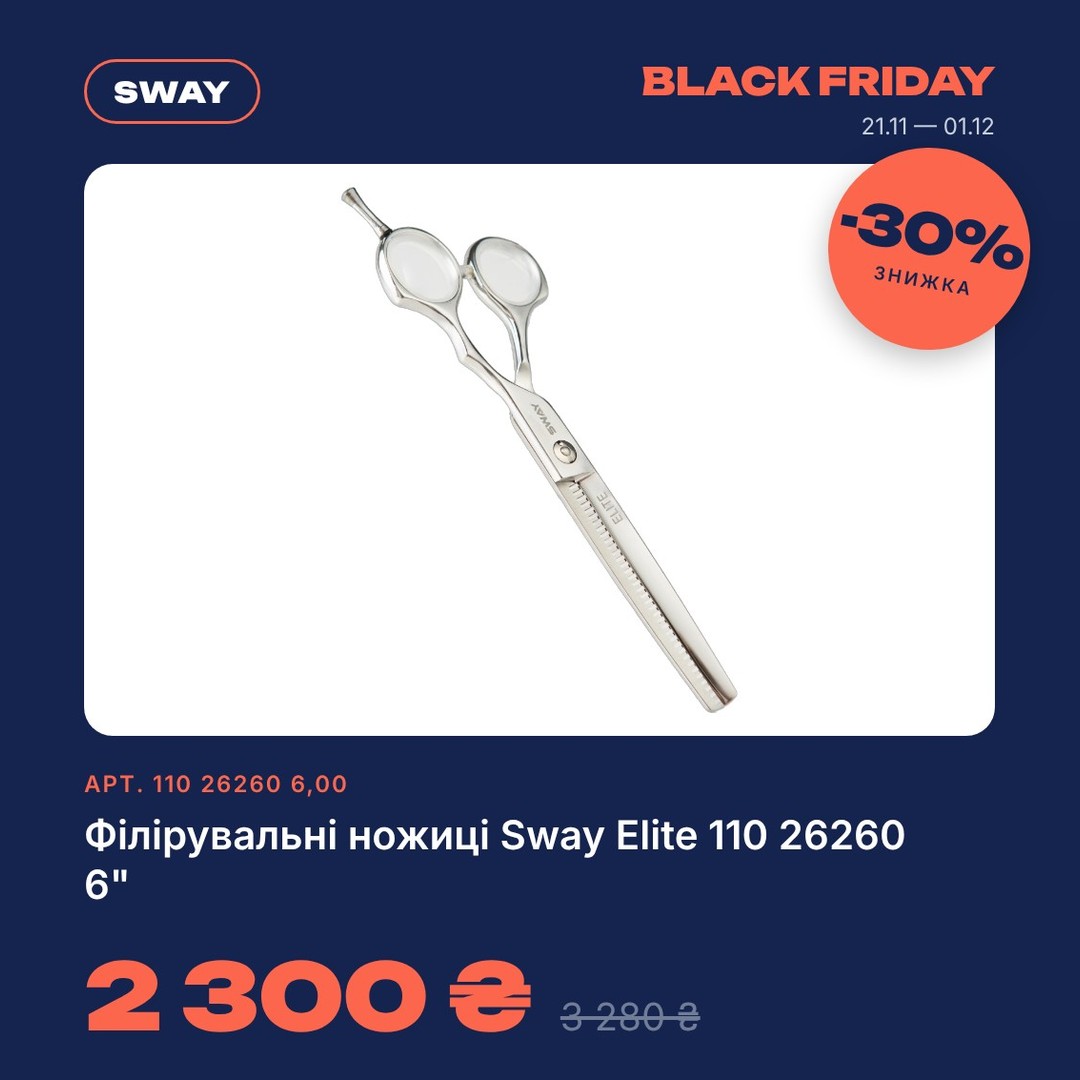 SWAY
BLACK FRIDAY
21.11 — 01.12
-30%
ЗНИЖКА
SWAY
ELITE
АРТ. 110 26260 6,00
Філірувальні ножиці Sway Elite 110 26260
6"
2 300 ₴
3 280 ₴